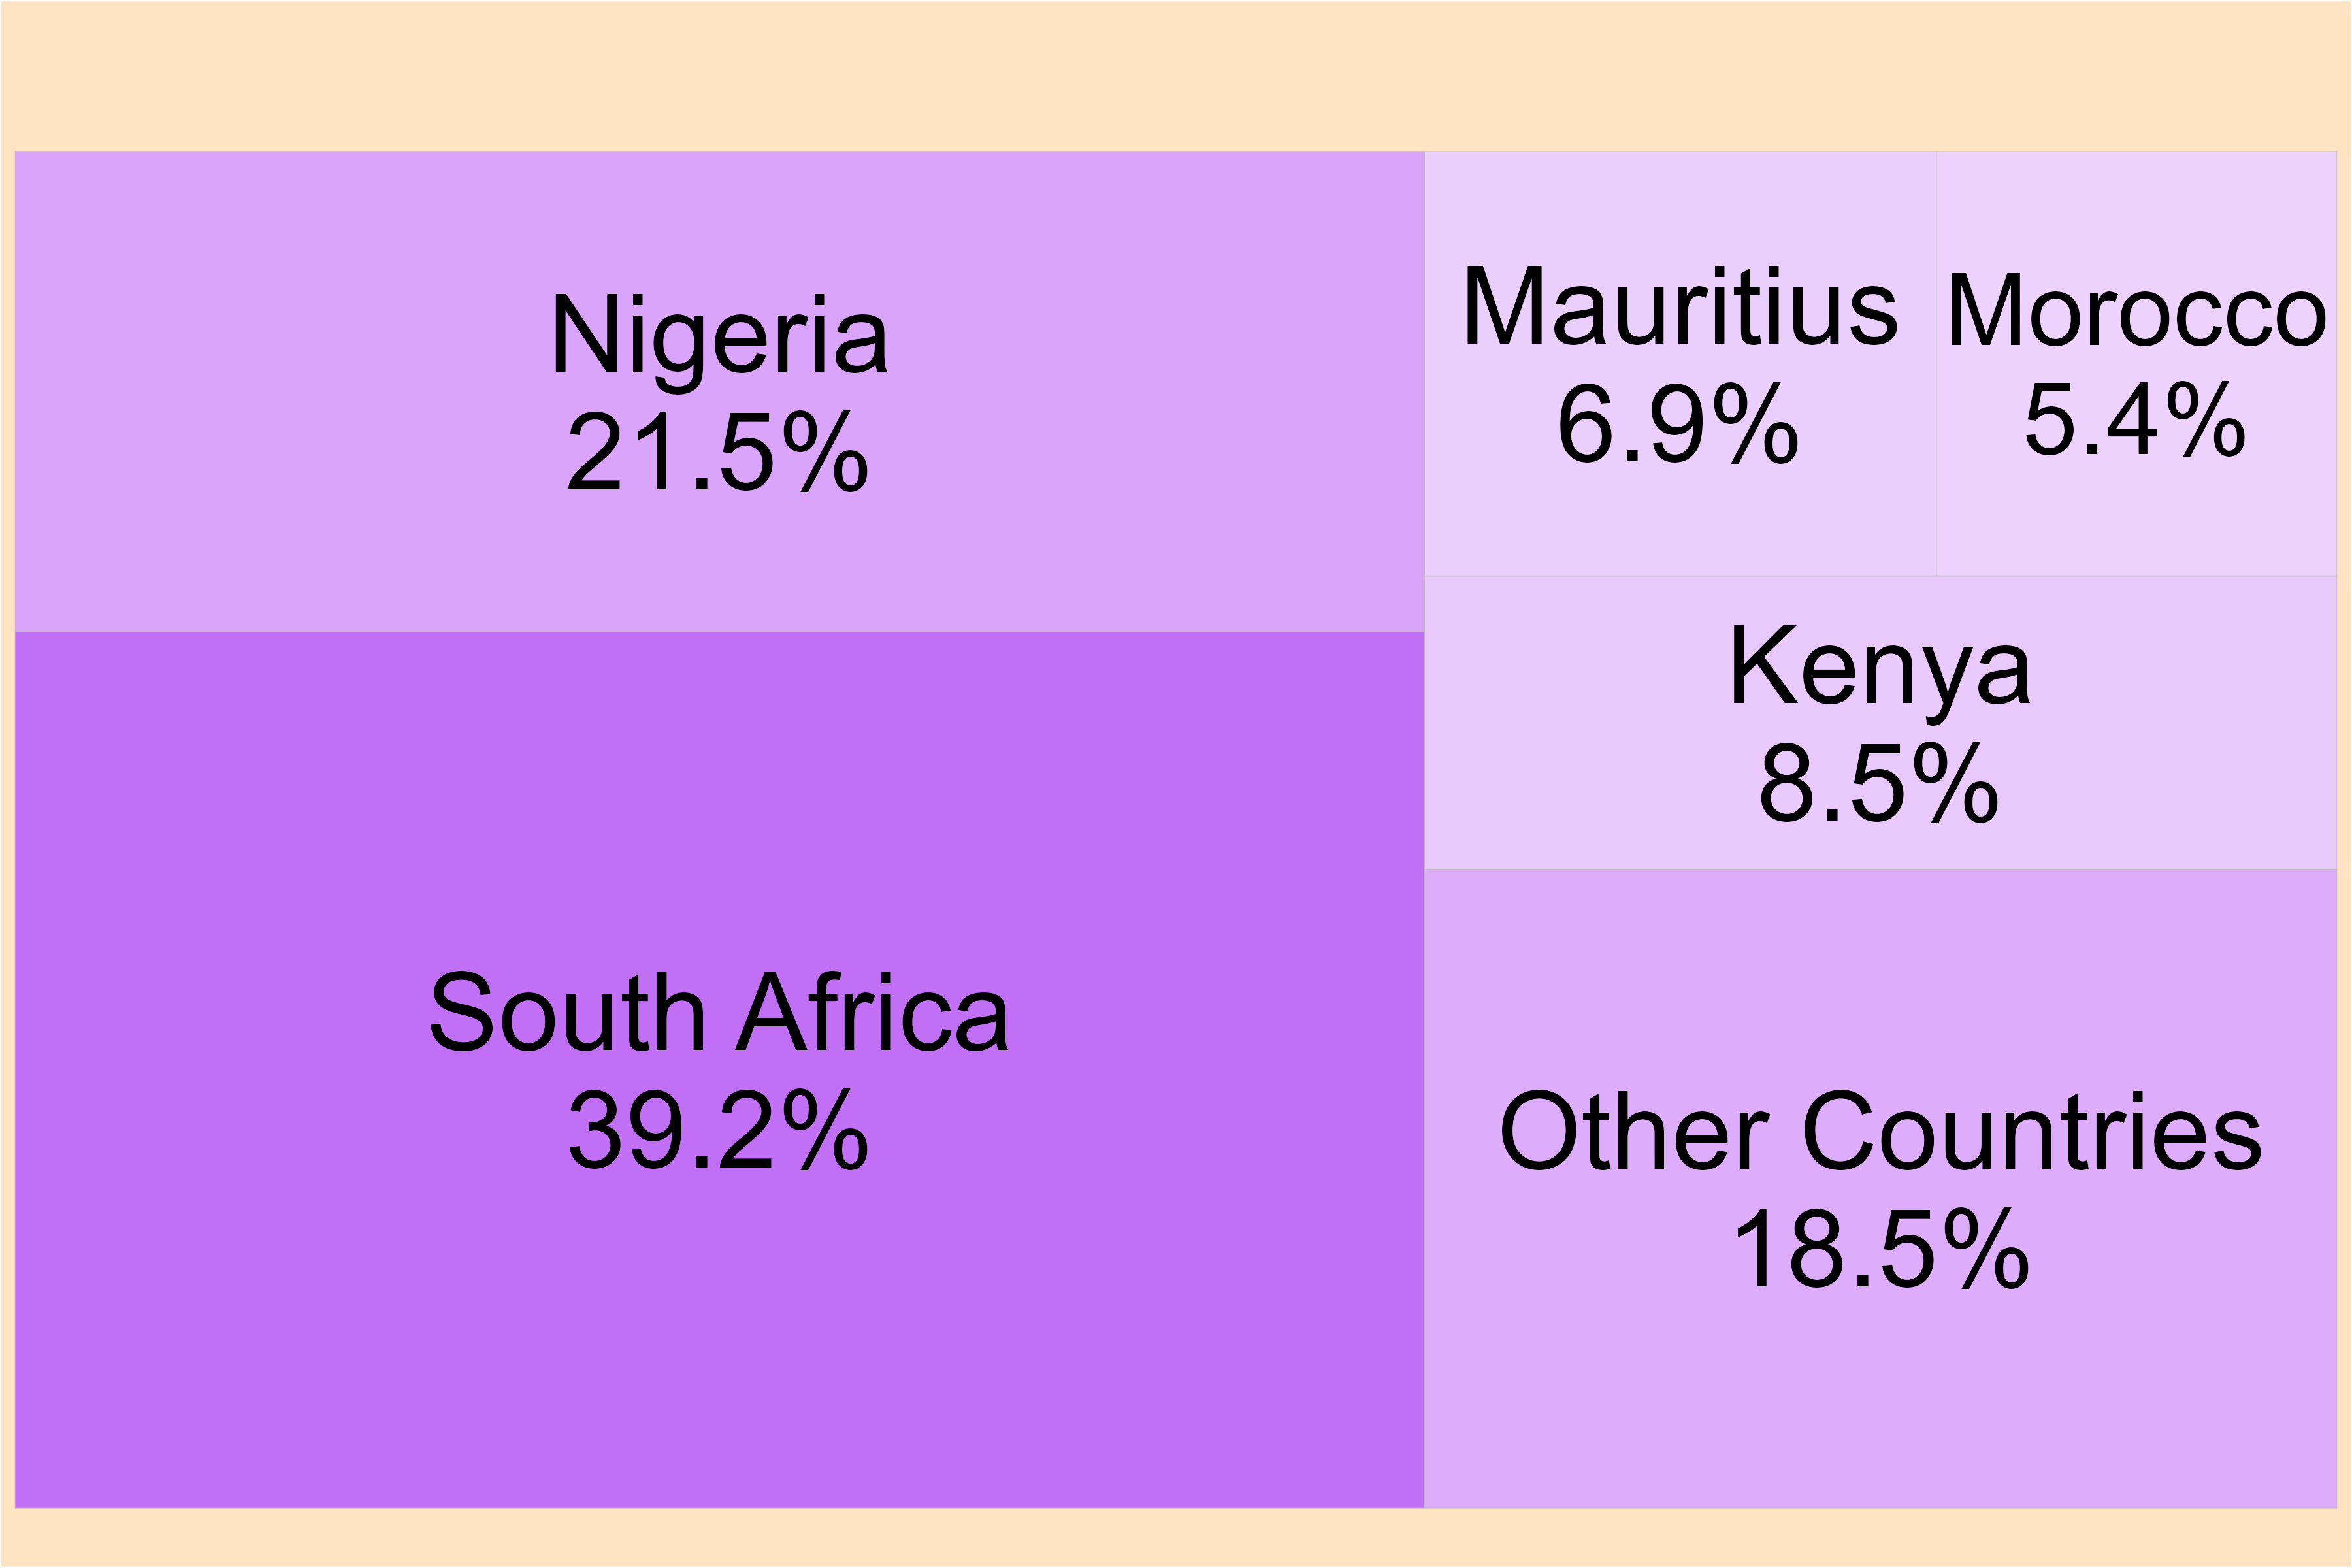 Nigeria
21.5%
Mauritius
6.9%
Morocco
5.4%
Kenya
8.5%
South Africa
39.2%
Other Countries
18.5%